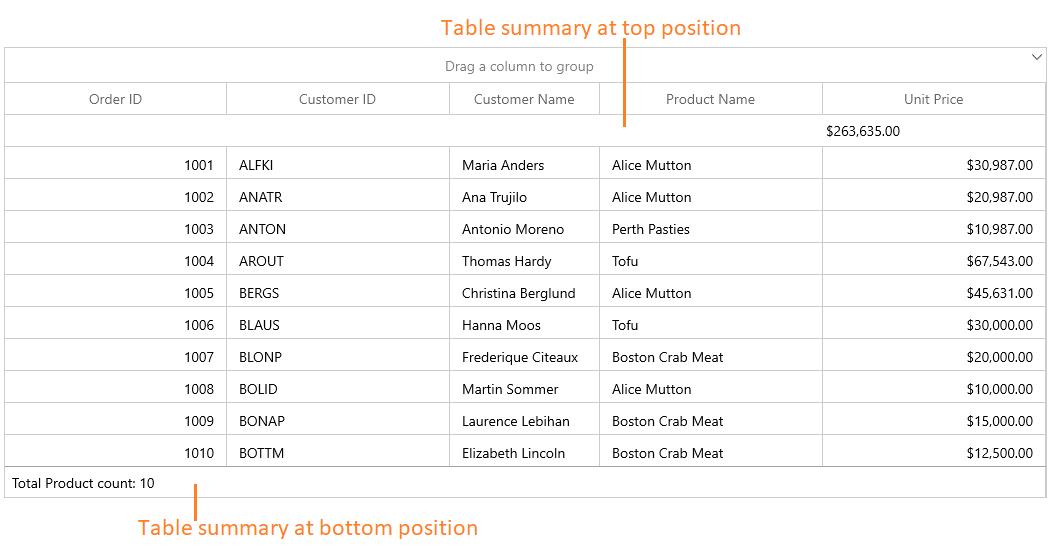 Table summary at top position
Drag a column to group
Order ID Customer ID Customer Name Product Name Unit Price
$263,635.00
1001 ALFKI Maria Anders Alice Mutton $30,987.00
1002 ANATR Ana Trujilo Alice Mutton $20,987.00
1003 ANTON Antonio Moreno Perth Pasties $10,987.00
1004 AROUT Thomas Hardy Tofu $67,543.00
1005 BERGS Christina Berglund Alice Mutton $45,631.00
1006 BLAUS Hanna Moos Tofu $30,000.00
1007 BLONP Frederique Citeaux Boston Crab Meat $20,000.00
1008 BOLID Martin Sommer Alice Mutton $10,000.00
1009 BONAP Laurence Lebihan Boston Crab Meat $15,000.00
1010 BOTTM Elizabeth Lincoln Boston Crab Meat $12,500.00
Total Product count: 10
Table summary at bottom position